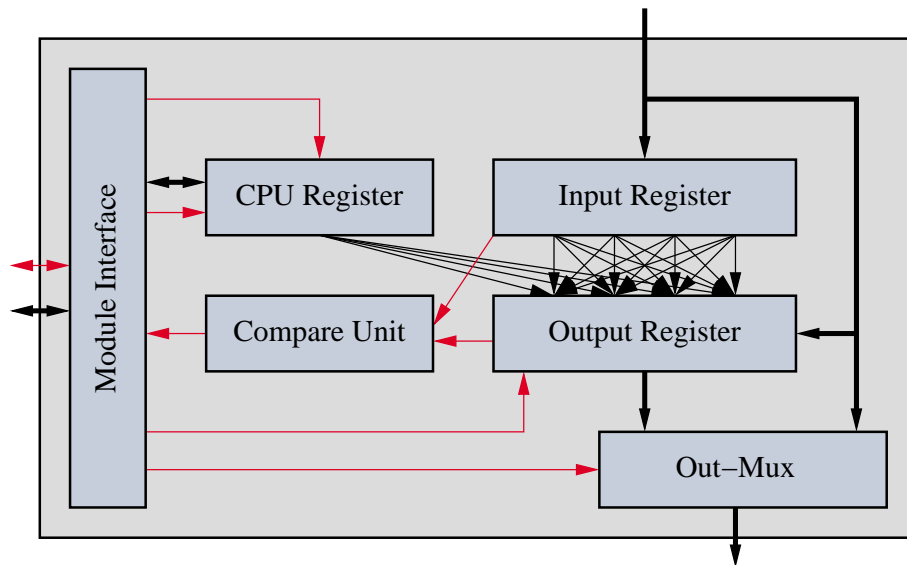 Module Interface
CPU Register
Input Register
Compare Unit
Output Register
Out−Mux